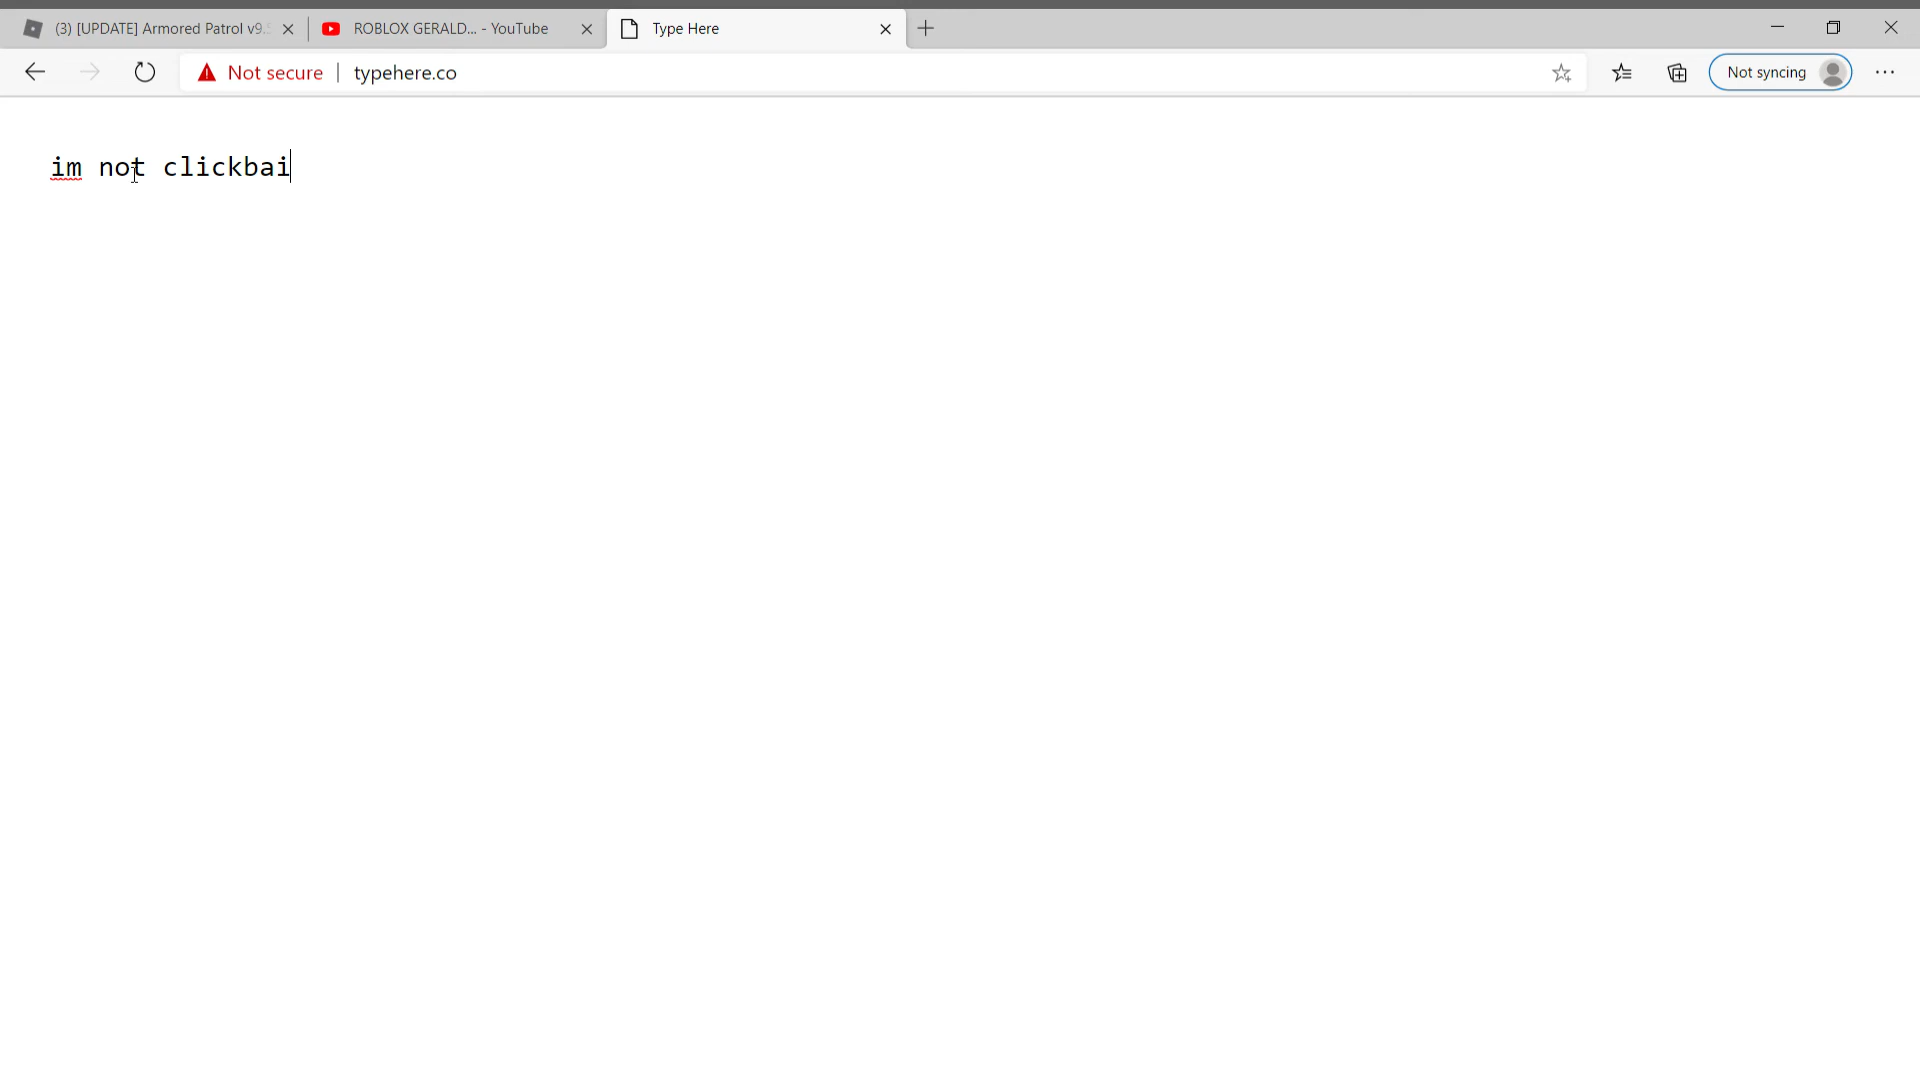 (3) [UPDATE] Armored Patrol v9.
ROBLOX GERALD... - YouTube
Type Here
Not secure
typehere.co
Not syncing
im not clickbai